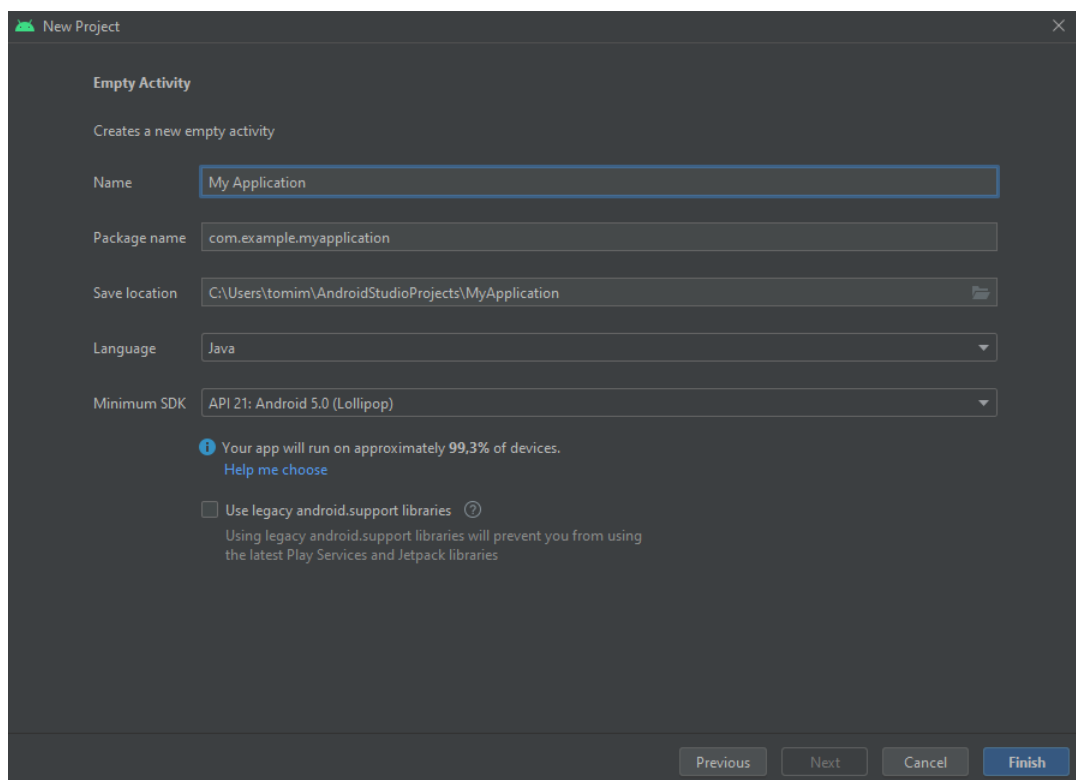 New Project
Empty Activity
Creates a new empty activity
Name My Application
Package name com.example.myapplication
Save location C:\Users\tomim\AndroidStudioProjects\MyApplication
Language Java
Minimum SDK API 21: Android 5.0 (Lollipop)
Your app will run on approximately 99,3% of devices.
Help me choose
Use legacy android.support libraries
Using legacy android.support libraries will prevent you from using
the latest Play Services and Jetpack libraries
Previous Next Cancel Finish